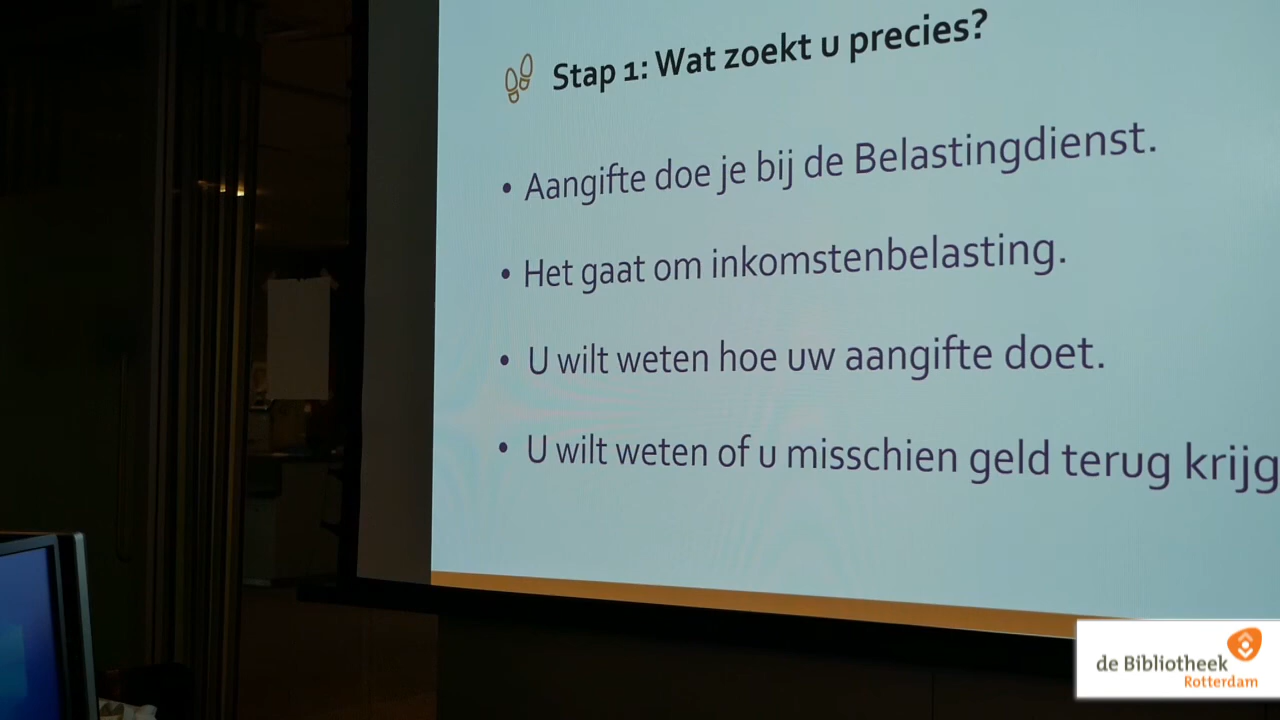 Stap 1: Wat zoekt u precies?
• Aangifte doe je bij de Belastingdienst.
• Het gaat om inkomstenbelasting.
• U wilt weten hoe uw aangifte doet.
• U wilt weten of u misschien geld terug krijg
de Bibliotheek
Rotterdam